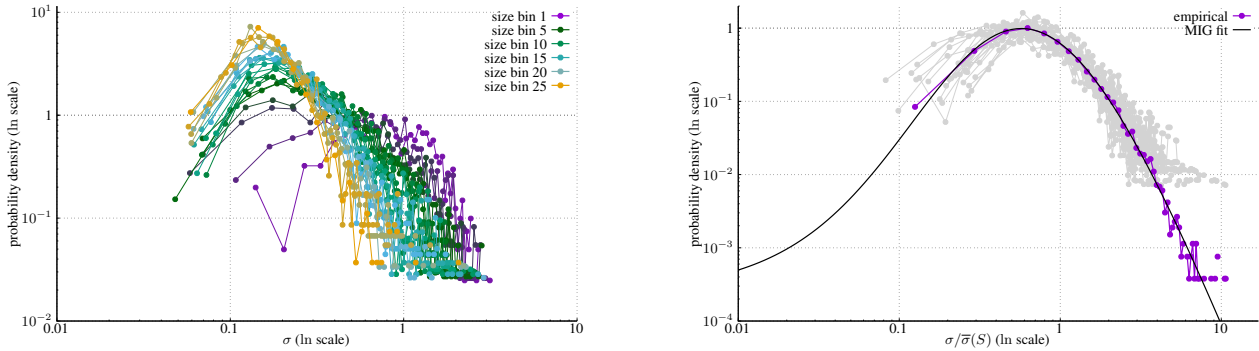 probability density (ln scale)
10¹
1
10⁻¹
10⁻²
0.01
0.1
1
10
σ (ln scale)
size bin 1
size bin 5
size bin 10
size bin 15
size bin 20
size bin 25
probability density (ln scale)
1
10⁻¹
10⁻²
10⁻³
10⁻⁴
0.01
0.1
1
10
σ/σ̅(S) (ln scale)
empirical
MIG fit